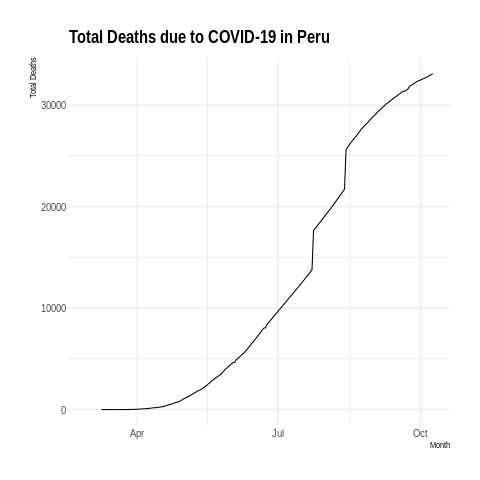 Total Deaths due to COVID-19 in Peru
Total Deaths
30000
20000
10000
0
Apr
Jul
Oct
Month